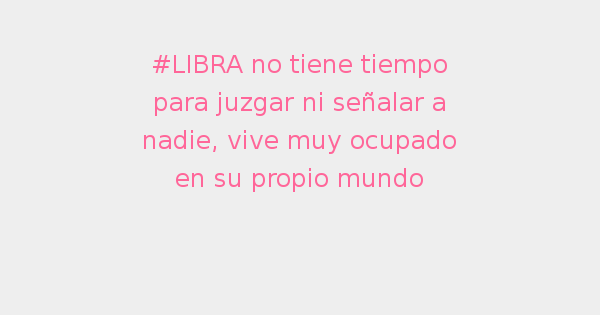 #LIBRA no tiene tiempo
para juzgar ni señalar a
nadie, vive muy ocupado
en su propio mundo